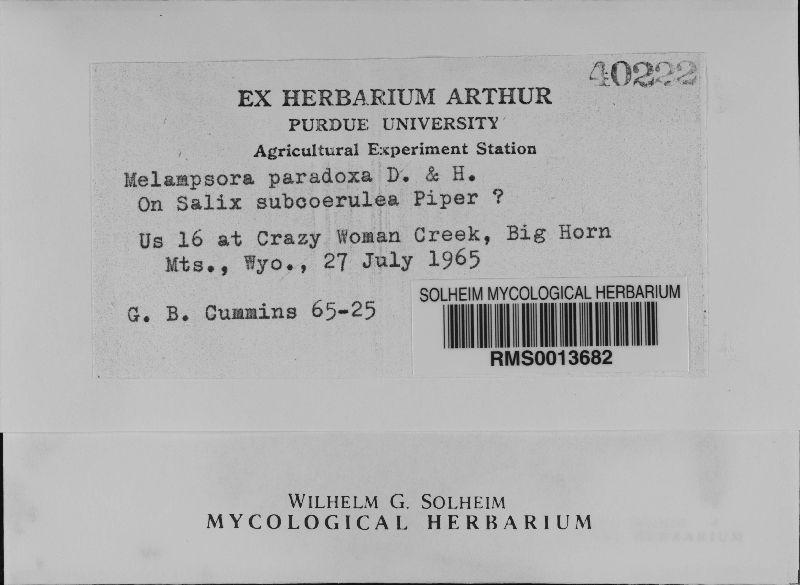 40222
EX HERBARIUM ARTHUR
PURDUE UNIVERSITY
Agricultural Experiment Station
Melampsora paradoxa D. & H.
On Salix subcoerulea Piper ?
Us 16 at Crazy Woman Creek, Big Horn
Mts., Wyo., 27 July 1965
G. B. Cummins 65-25
SOLHEIM MYCOLOGICAL HERBARIUM
RMS0013682
WILHELM G. SOLHEIM
MYCOLOGICAL HERBARIUM